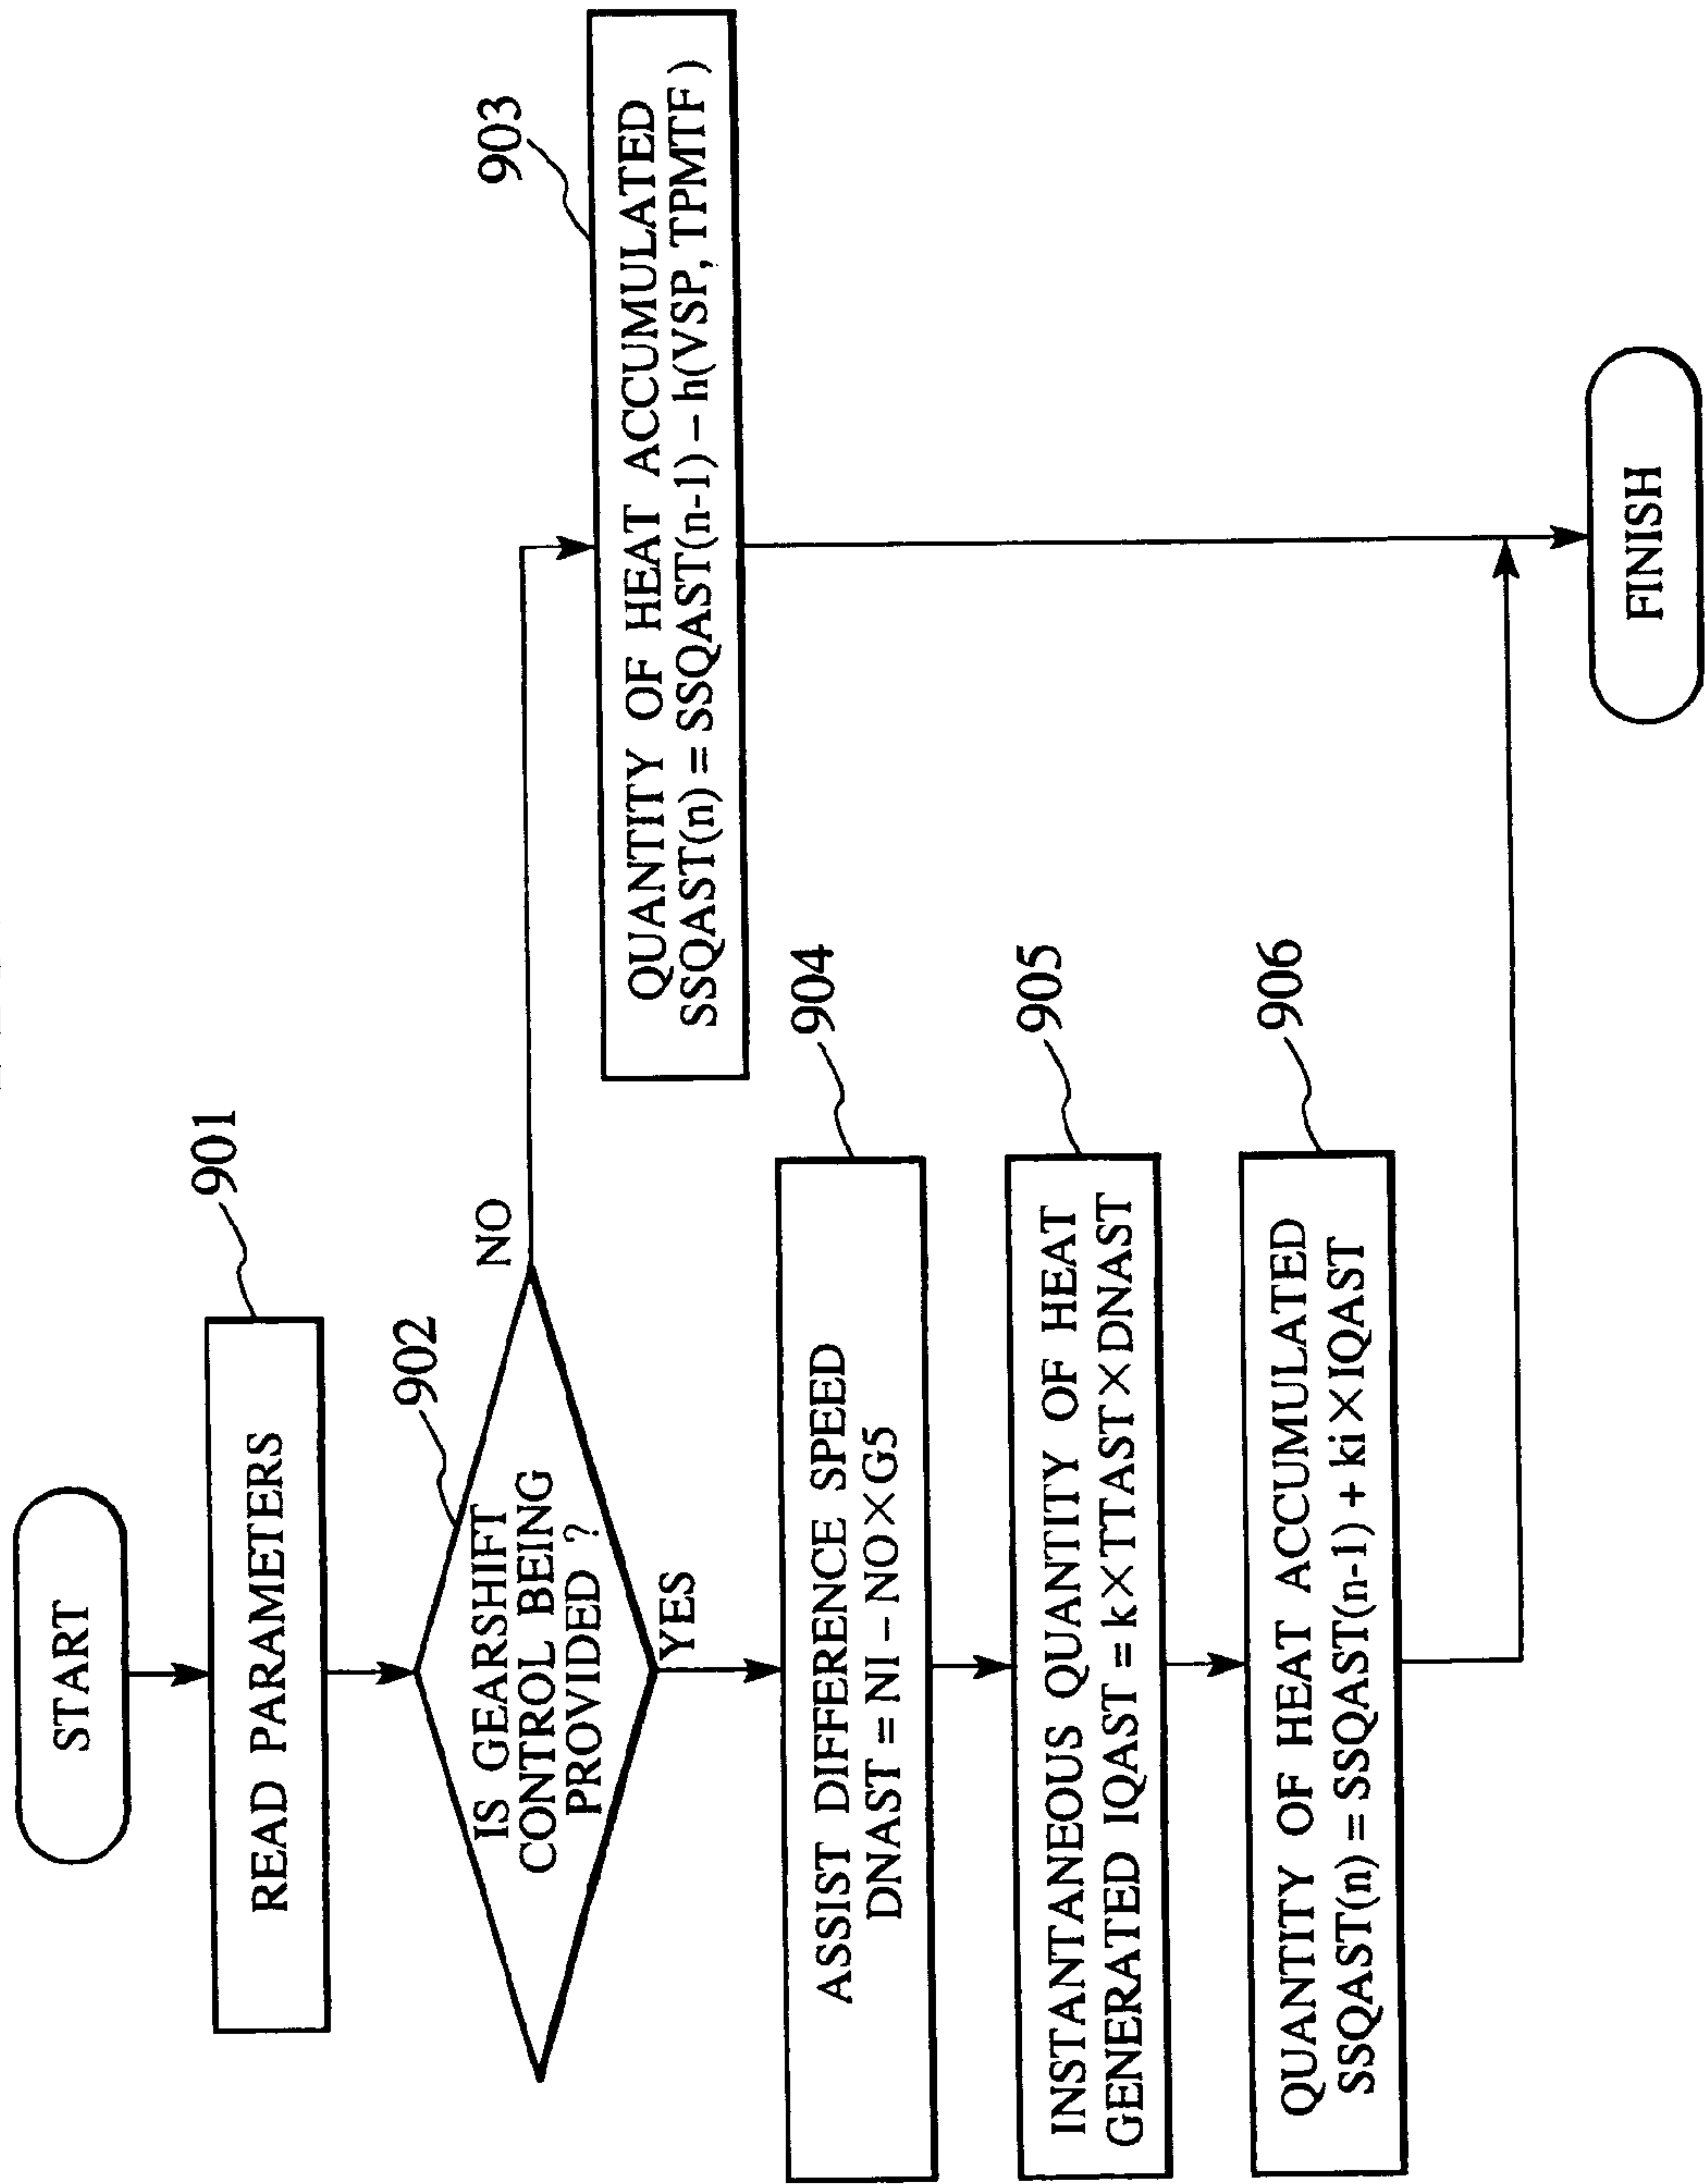 START
901
READ PARAMETERS
902
IS GEARSHIFT
CONTROL BEING
PROVIDED ?
NO
YES
903
QUANTITY OF HEAT ACCUMULATED
SSQAST(n) = SSQAST(n-1) − h(VSP, TPMTF)
904
ASSIST DIFFERENCE SPEED
DNAST = NI − NO×G5
905
INSTANTANEOUS QUANTITY OF HEAT
GENERATED IQAST = k×TTAST×DNAST
906
QUANTITY OF HEAT ACCUMULATED
SSQAST(n) = SSQAST(n-1) + ki×IQAST
FINISH